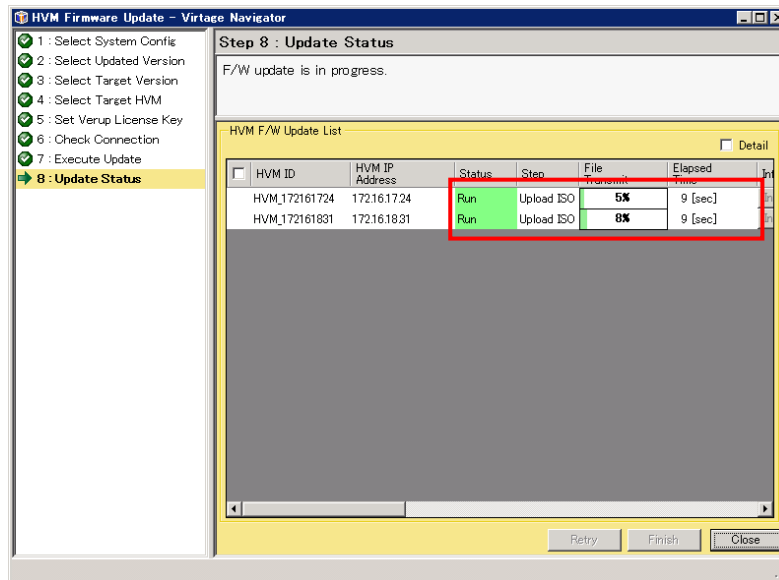 HVM Firmware Update - Virtage Navigator
1 : Select System Config
2 : Select Updated Version
3 : Select Target Version
4 : Select Target HVM
5 : Set Verup License Key
6 : Check Connection
7 : Execute Update
8 : Update Status
Step 8 : Update Status
F/W update is in progress.
HVM F/W Update List
Detail
HVM ID HVM IP Address Status Step File Transmit Elapsed Time
HVM_172161724 172.16.17.24 Run Upload ISO 5% 9 [sec]
HVM_172161831 172.16.18.31 Run Upload ISO 8% 9 [sec]
Retry Finish Close